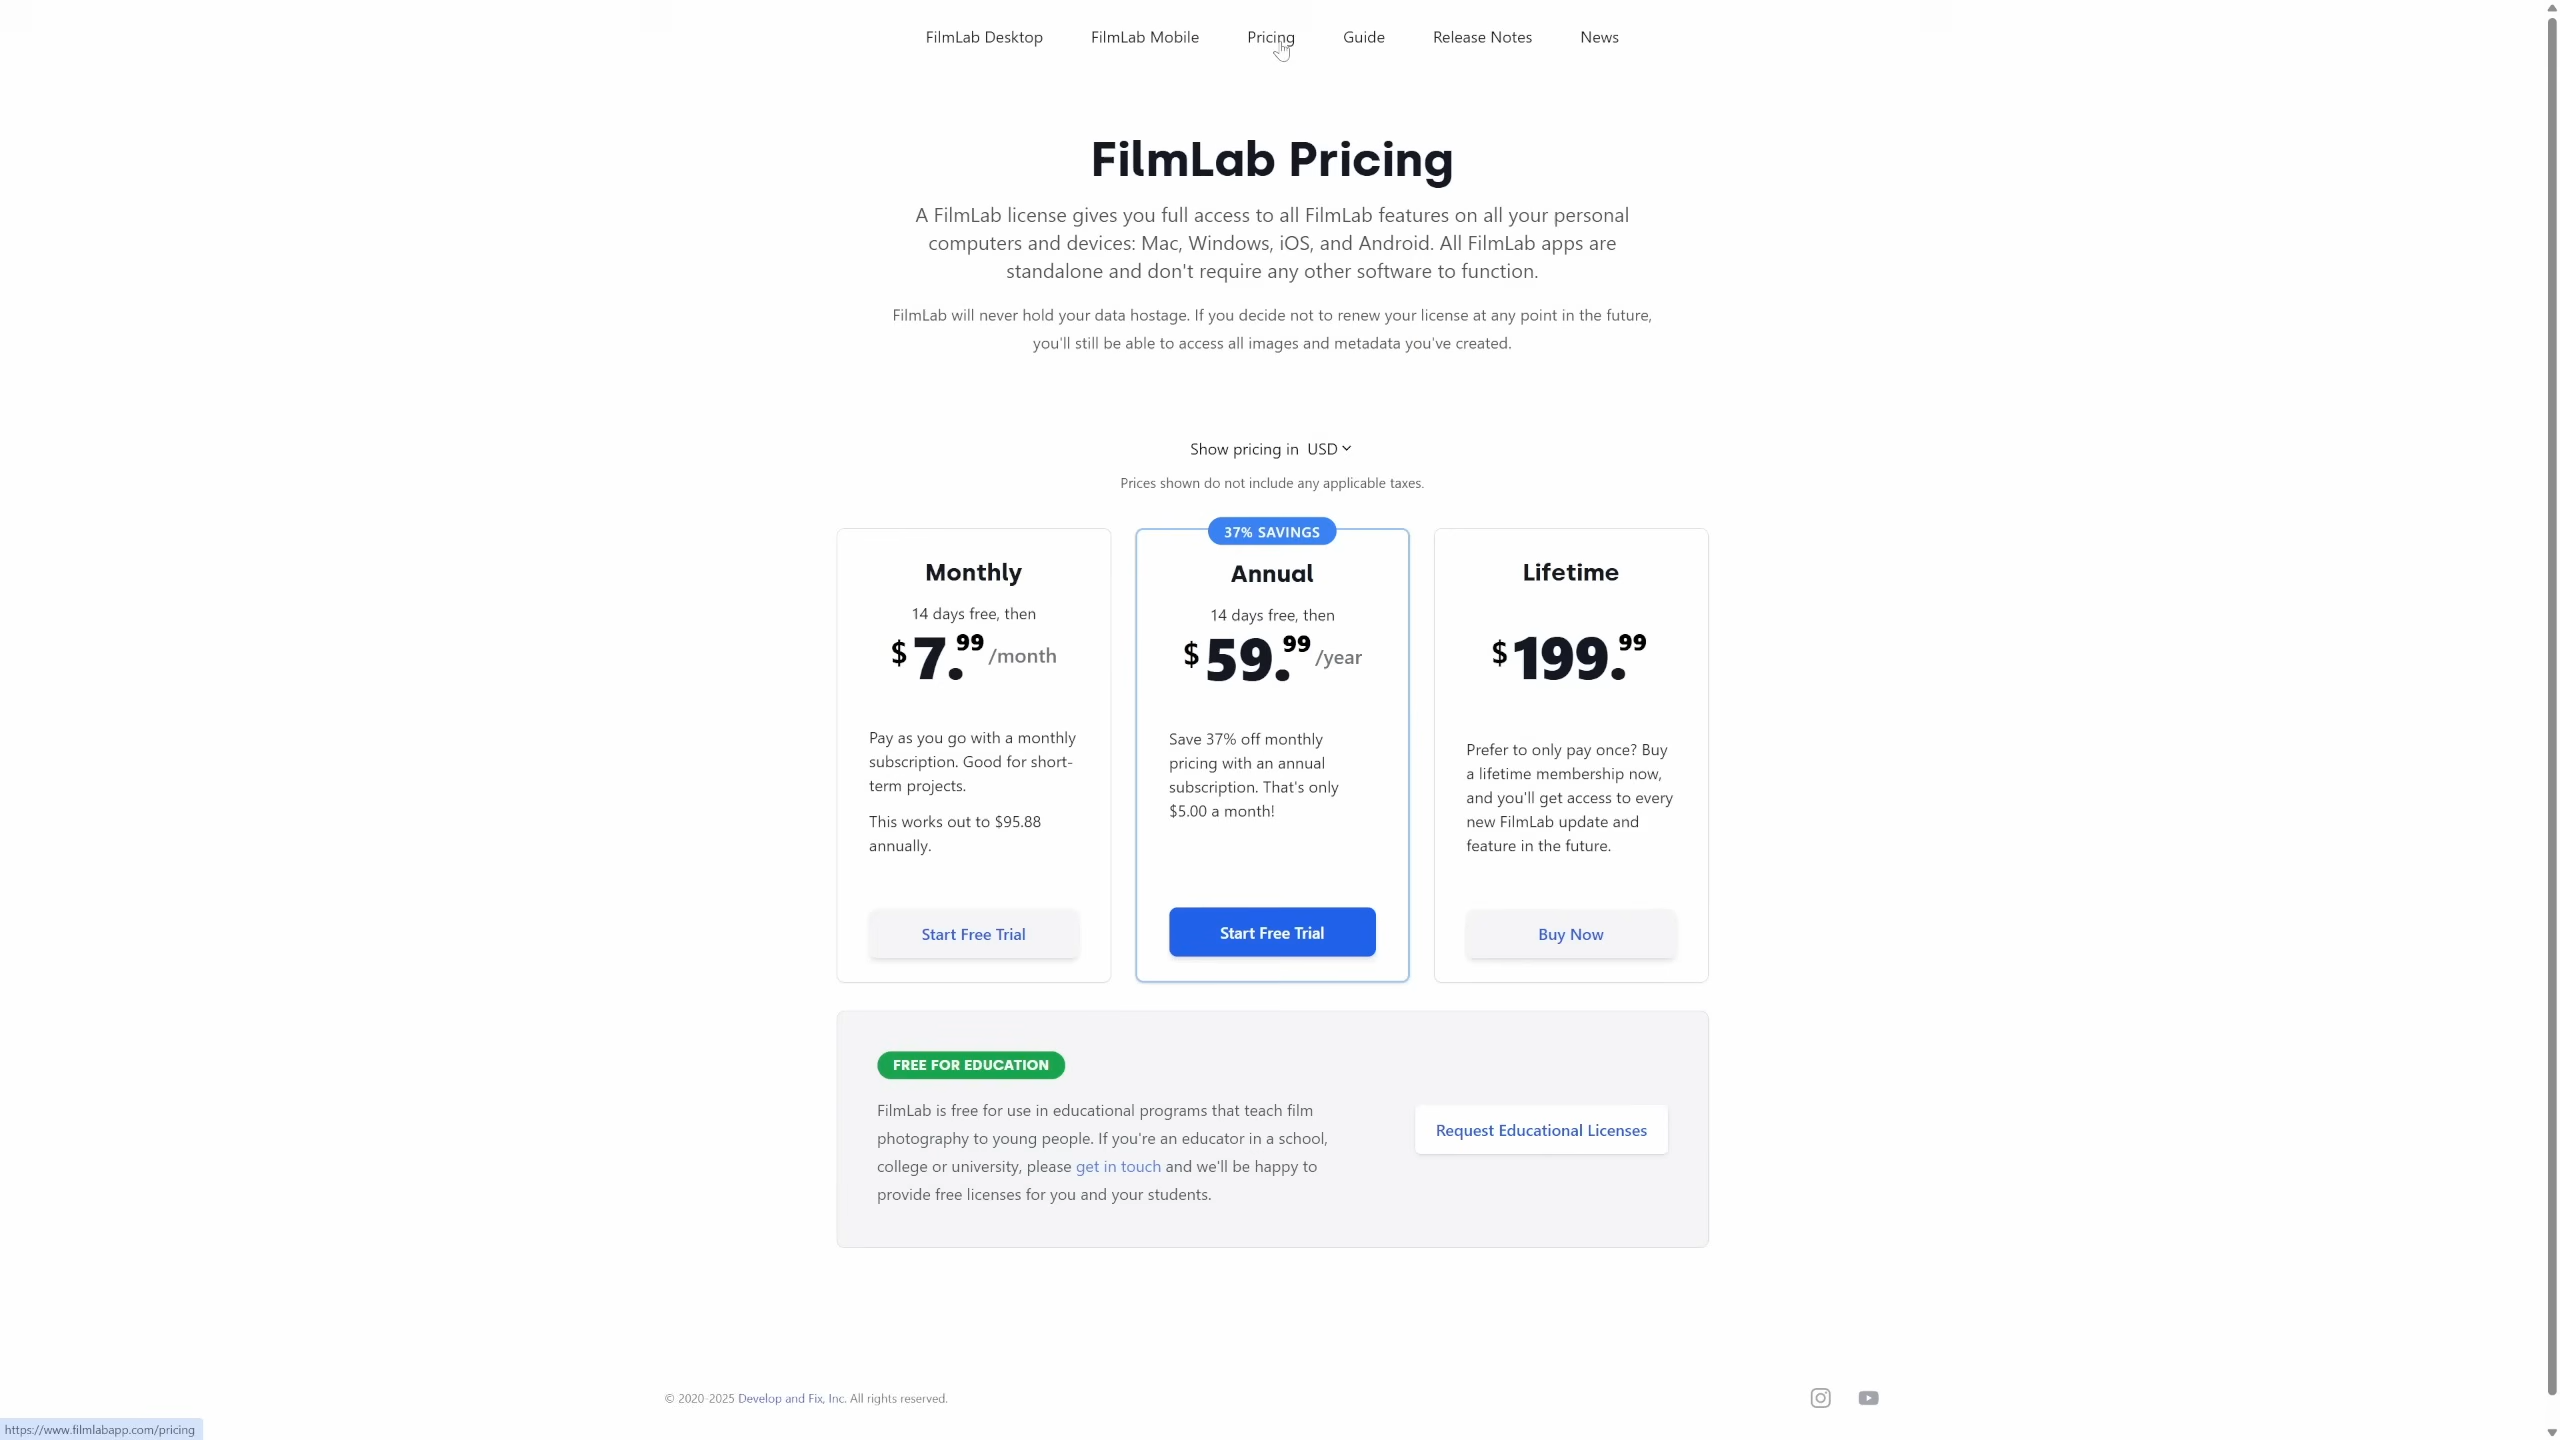 FilmLab Desktop
FilmLab Mobile
Pricing
Guide
Release Notes
News
FilmLab Pricing
A FilmLab license gives you full access to all FilmLab features on all your personal
computers and devices: Mac, Windows, iOS, and Android. All FilmLab apps are
standalone and don't require any other software to function.
FilmLab will never hold your data hostage. If you decide not to renew your license at any point in the future,
you'll still be able to access all images and metadata you've created.
Show pricing in USD
Prices shown do not include any applicable taxes.
Monthly
14 days free, then
$7.99/month
Pay as you go with a monthly
subscription. Good for short-
term projects.
This works out to $95.88
annually.
Start Free Trial
37% SAVINGS
Annual
14 days free, then
$59.99/year
Save 37% off monthly
pricing with an annual
subscription. That's only
$5.00 a month!
Start Free Trial
Lifetime
$199.99
Prefer to only pay once? Buy
a lifetime membership now,
and you'll get access to every
new FilmLab update and
feature in the future.
Buy Now
FREE FOR EDUCATION
FilmLab is free for use in educational programs that teach film
photography to young people. If you're an educator in a school,
college or university, please get in touch and we'll be happy to
provide free licenses for you and your students.
Request Educational Licenses
© 2020-2025 Develop and Fix, Inc. All rights reserved.
https://www.filmlabapp.com/pricing